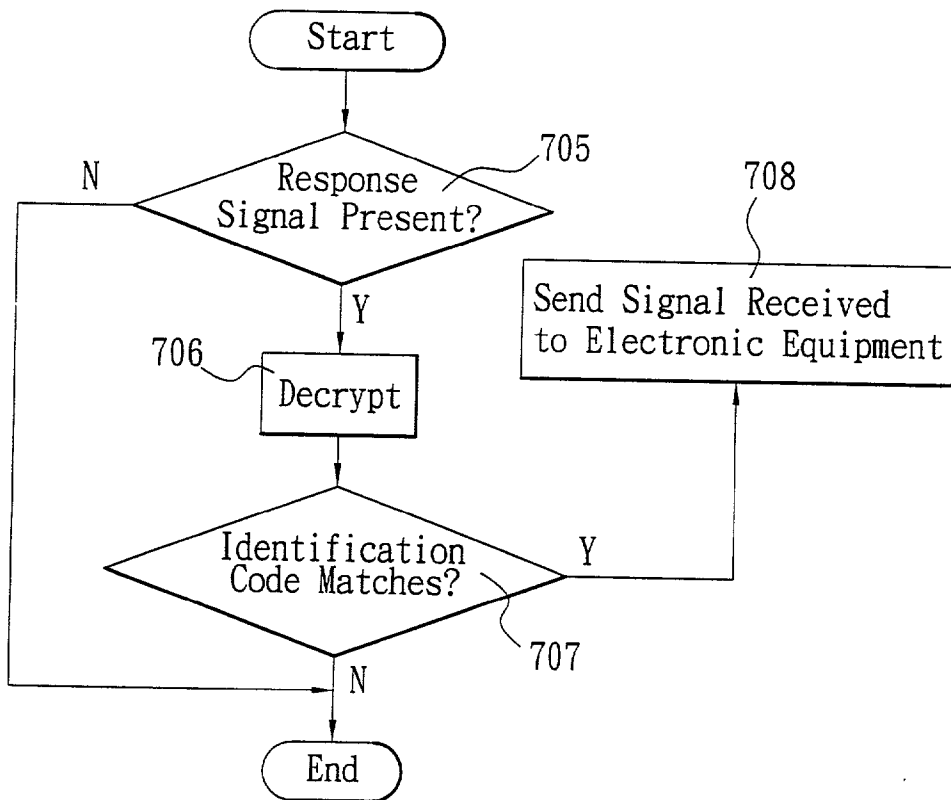 Start
705
N
Response
Signal Present?
708
Y
Send Signal Received
to Electronic Equipment
706
Decrypt
Identification
Code Matches?
Y
707
N
End